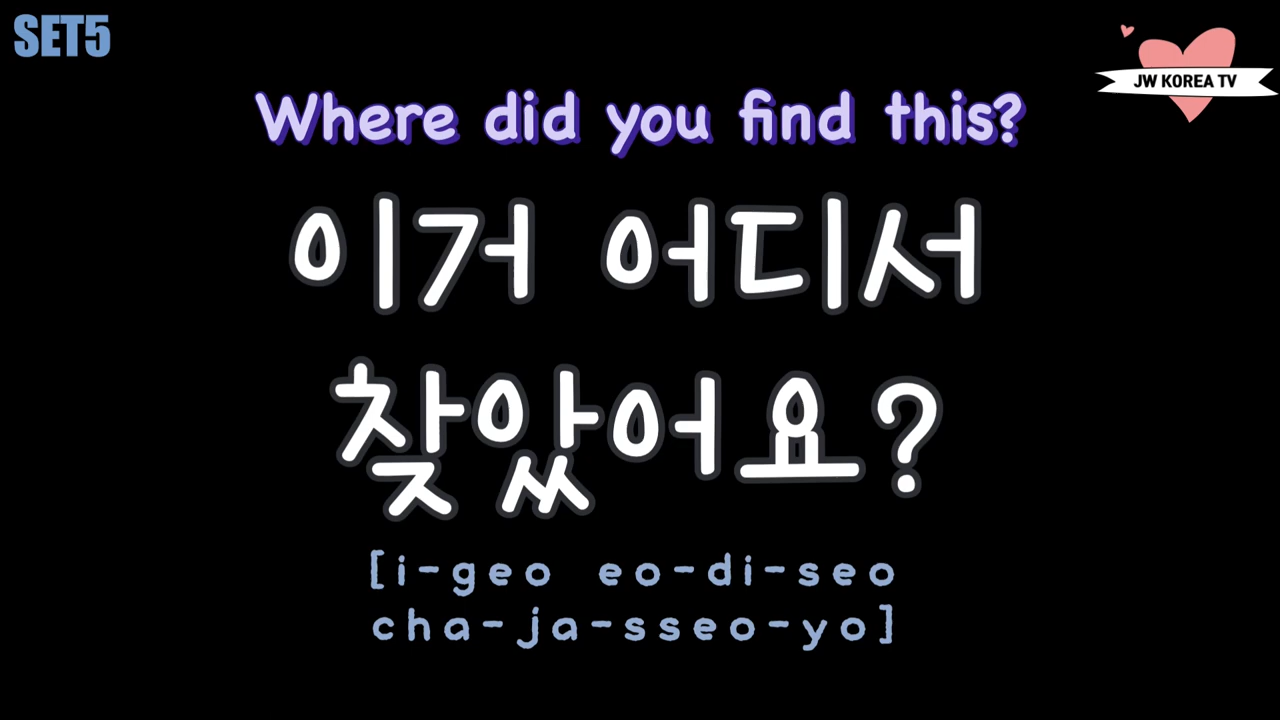 SET5
JW KOREA TV
Where did you find this?
이거 어디서
찾았어요?
[i-geo eo-di-seo
cha-ja-sseo-yo]